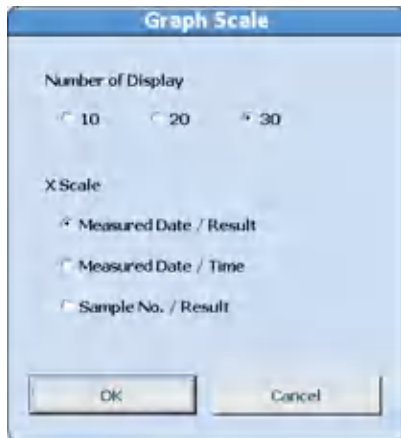 Graph Scale
Number of Display
10 20 30
X Scale
Measured Date / Result
Measured Date / Time
Sample No. / Result
OK Cancel